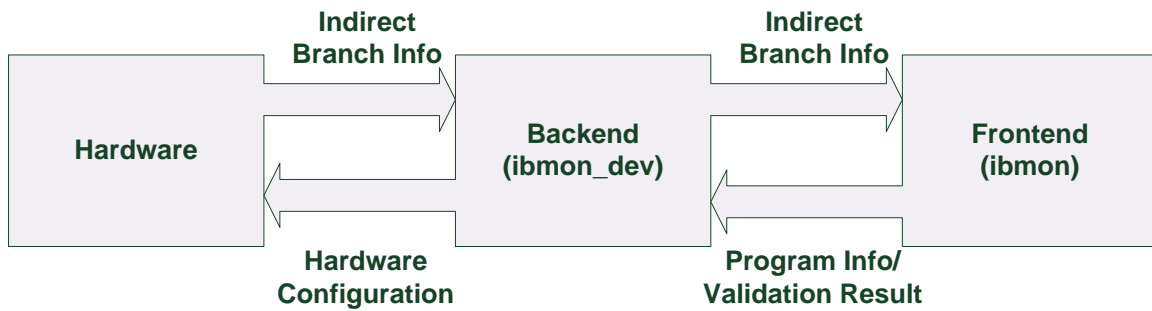 Indirect
Branch Info
Indirect
Branch Info
Hardware
Backend
(ibmon_dev)
Frontend
(ibmon)
Hardware
Configuration
Program Info/
Validation Result